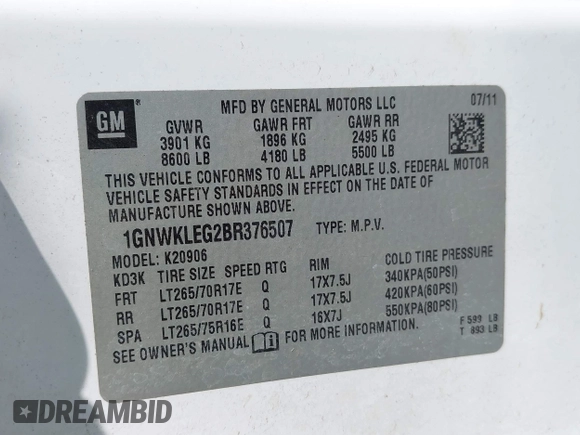 GM
MFD BY GENERAL MOTORS LLC 07/11
GVWR GAWR FRT GAWR RR
3901 KG 1896 KG 2495 KG
8600 LB 4180 LB 5500 LB
THIS VEHICLE CONFORMS TO ALL APPLICABLE U.S. FEDERAL MOTOR
VEHICLE SAFETY STANDARDS IN EFFECT ON THE DATE OF
MANUFACTURE SHOWN ABOVE.
1GNWKLEG2BR376507 TYPE: M.P.V.
MODEL: K20906
KD3K TIRE SIZE SPEED RTG RIM COLD TIRE PRESSURE
FRT LT265/70R17E Q 17X7.5J 340KPA(50PSI)
RR LT265/70R17E Q 17X7.5J 420KPA(60PSI)
SPA LT265/75R16E Q 16X7J 550KPA(80PSI)
SEE OWNER'S MANUAL FOR MORE INFORMATION.
F 599 LB
T 893 LB
DREAMBID